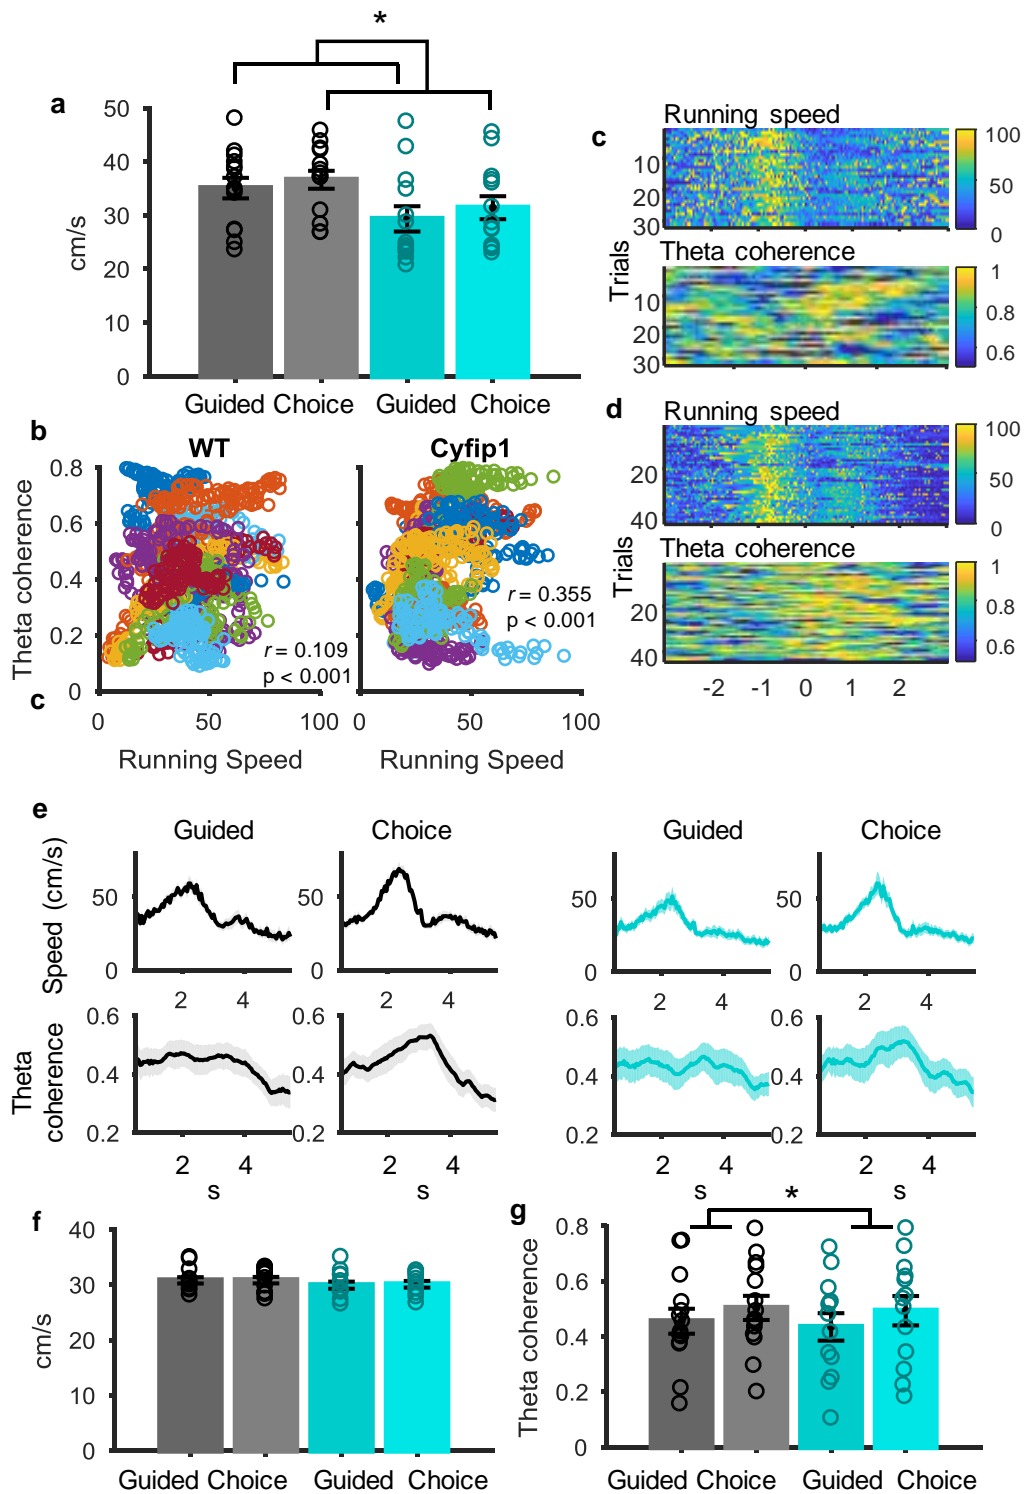 *
a
50
40
30
20
10
0
cm/s
Guided Choice Guided Choice
c
Running speed
10
20
30
100
50
0
Theta coherence
10
20
30
1
0.8
0.6
Trials
d
Running speed
20
40
100
50
0
Theta coherence
20
40
1
0.8
0.6
Trials
-2 -1 0 1 2
b
WT Cyfip1
0.8
0.6
0.4
0.2
0
Theta coherence
r = 0.109
p < 0.001
r = 0.355
p < 0.001
c
0 50 100 0 50 100
Running Speed Running Speed
e
Guided Choice Guided Choice
Speed (cm/s)
50 50 50 50
0 0 0 0
2 4 2 4 2 4 2 4
Theta
coherence
0.6 0.6 0.6 0.6
0.4 0.4 0.4 0.4
0.2 0.2 0.2 0.2
2 4 2 4 2 4 2 4
s s s s
f
40
30
20
10
0
cm/s
Guided Choice Guided Choice
g
*
0.8
0.6
0.4
0.2
0
Theta coherence
Guided Choice Guided Choice